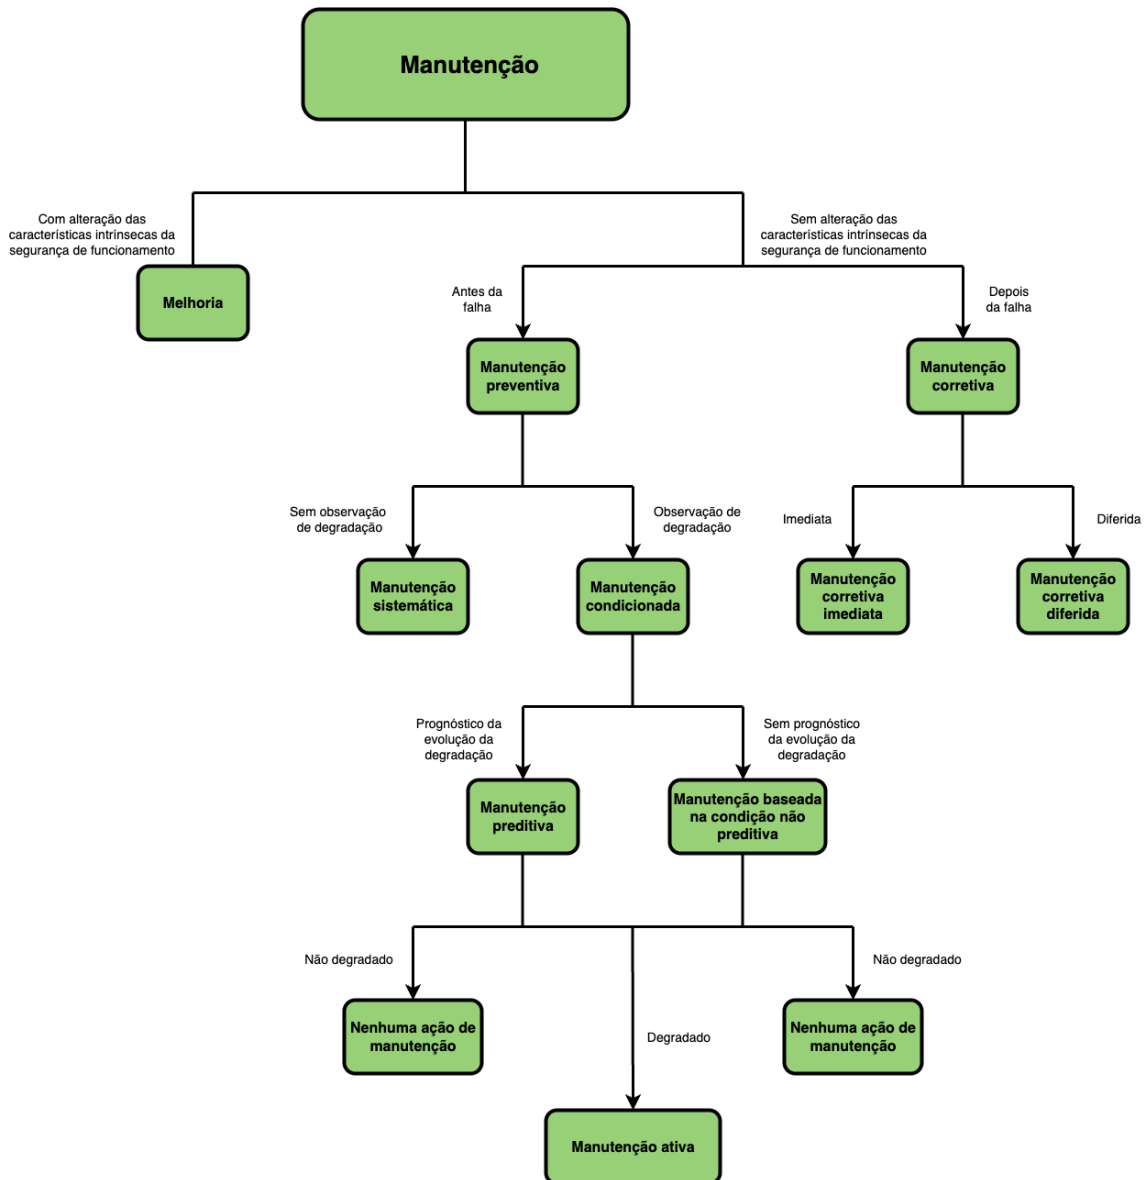 Manutenção
Com alteração das
características intrínsecas da
segurança de funcionamento
Sem alteração das
características intrínsecas da
segurança de funcionamento
Melhoria
Antes da
falha
Depois
da falha
Manutenção
preventiva
Manutenção
corretiva
Sem observação
de degradação
Observação de
degradação
Imediata
Diferida
Manutenção
sistemática
Manutenção
condicionada
Manutenção
corretiva
imediata
Manutenção
corretiva
diferida
Prognóstico da
evolução da
degradação
Sem prognóstico
da evolução da
degradação
Manutenção
preditiva
Manutenção baseada
na condição não
preditiva
Não degradado
Não degradado
Nenhuma ação de
manutenção
Nenhuma ação de
manutenção
Degradado
Manutenção ativa